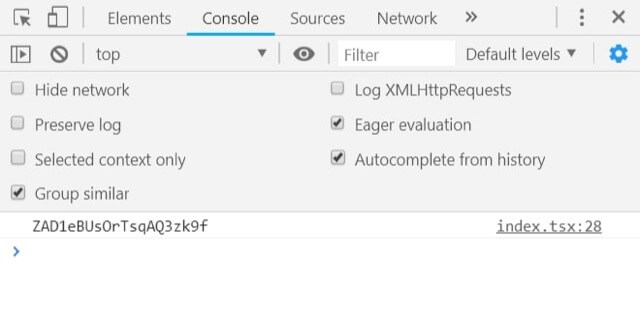 Elements Console Sources Network »
top Filter Default levels
Hide network Log XMLHttpRequests
Preserve log Eager evaluation
Selected context only Autocomplete from history
Group similar
ZAD1eBUsOrTsqAQ3zk9f index.tsx:28